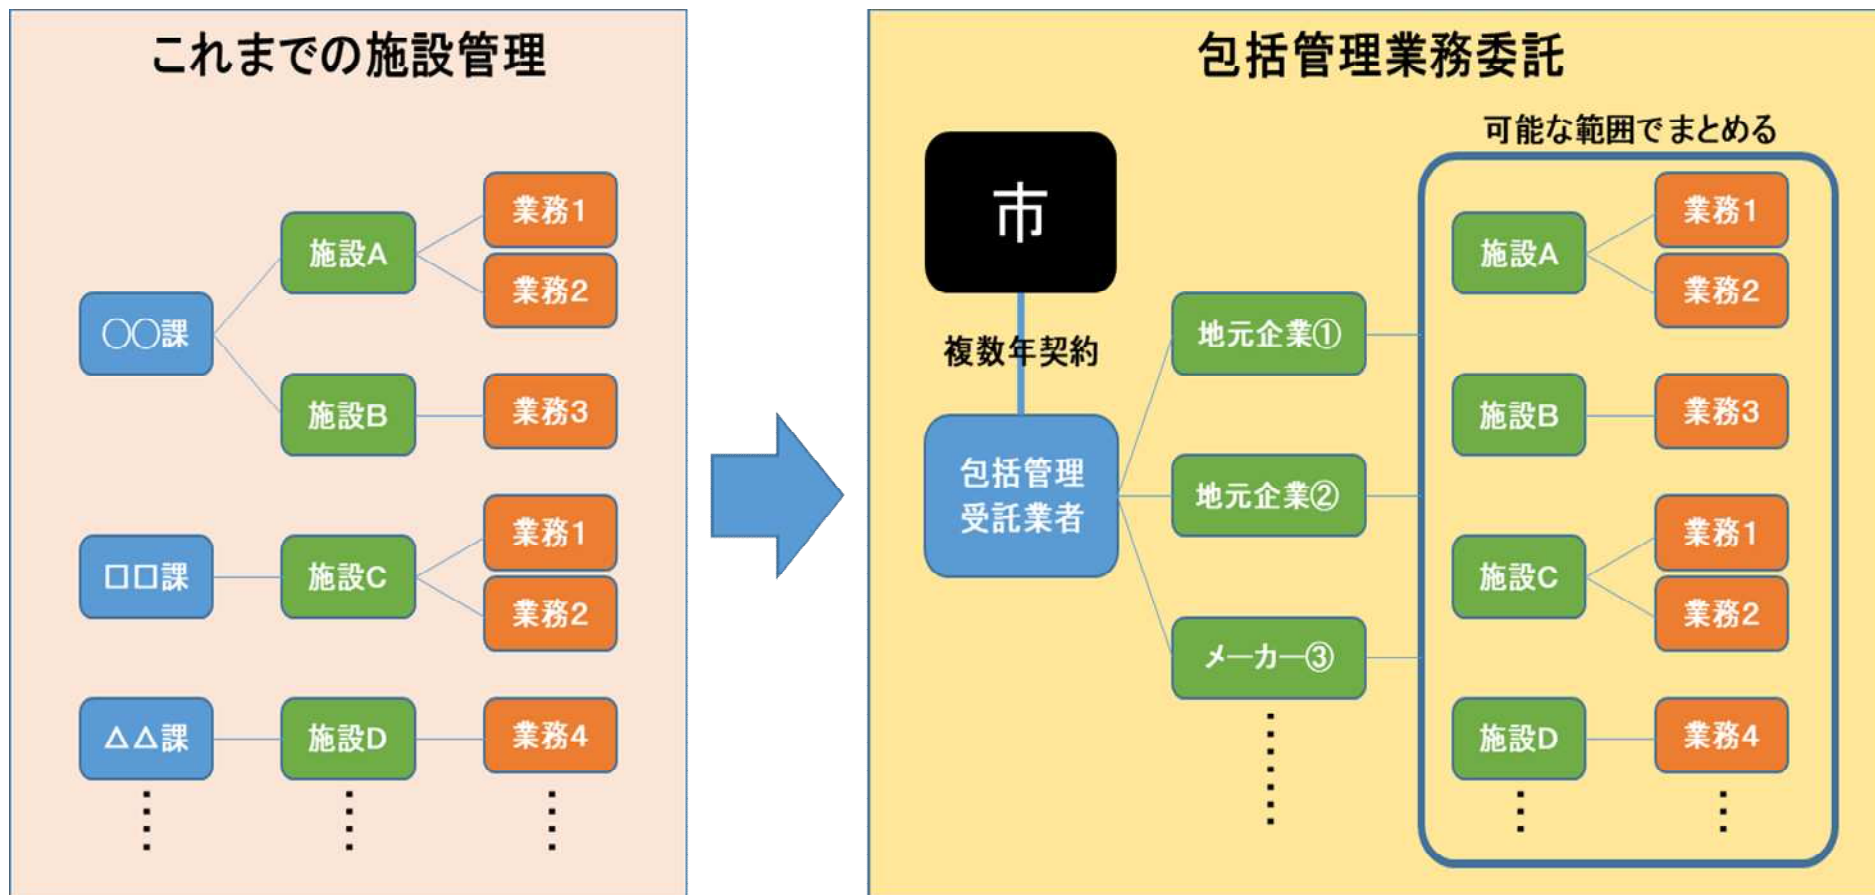 これまでの施設管理
〇〇課
施設A
業務1
業務2
施設B
業務3
口口課
施設C
業務1
業務2
△△課
施設D
業務4
包括管理業務委託
市
複数年契約
包括管理
受託業者
地元企業①
地元企業②
メーカー③
可能な範囲でまとめる
施設A
業務1
業務2
施設B
業務3
施設C
業務1
業務2
施設D
業務4